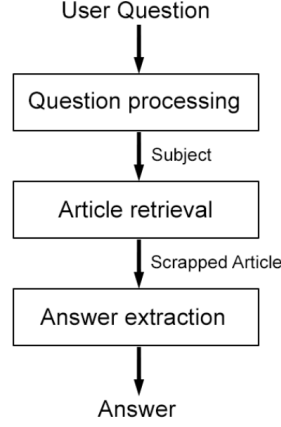 User Question
Question processing
Subject
Article retrieval
Scrapped Article
Answer extraction
Answer